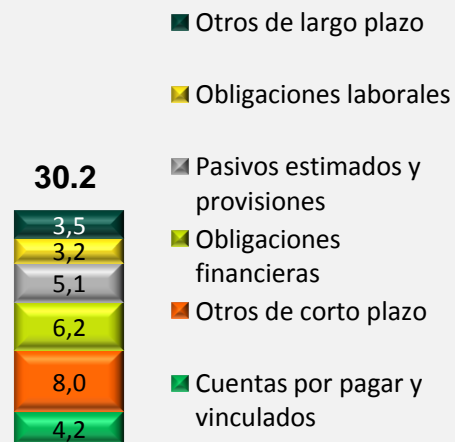 Otros de largo plazo
Obligaciones laborales
Pasivos estimados y
provisiones
Obligaciones
financieras
Otros de corto plazo
Cuentas por pagar y
vinculados
30.2
3,5
3,2
5,1
6,2
8,0
4,2